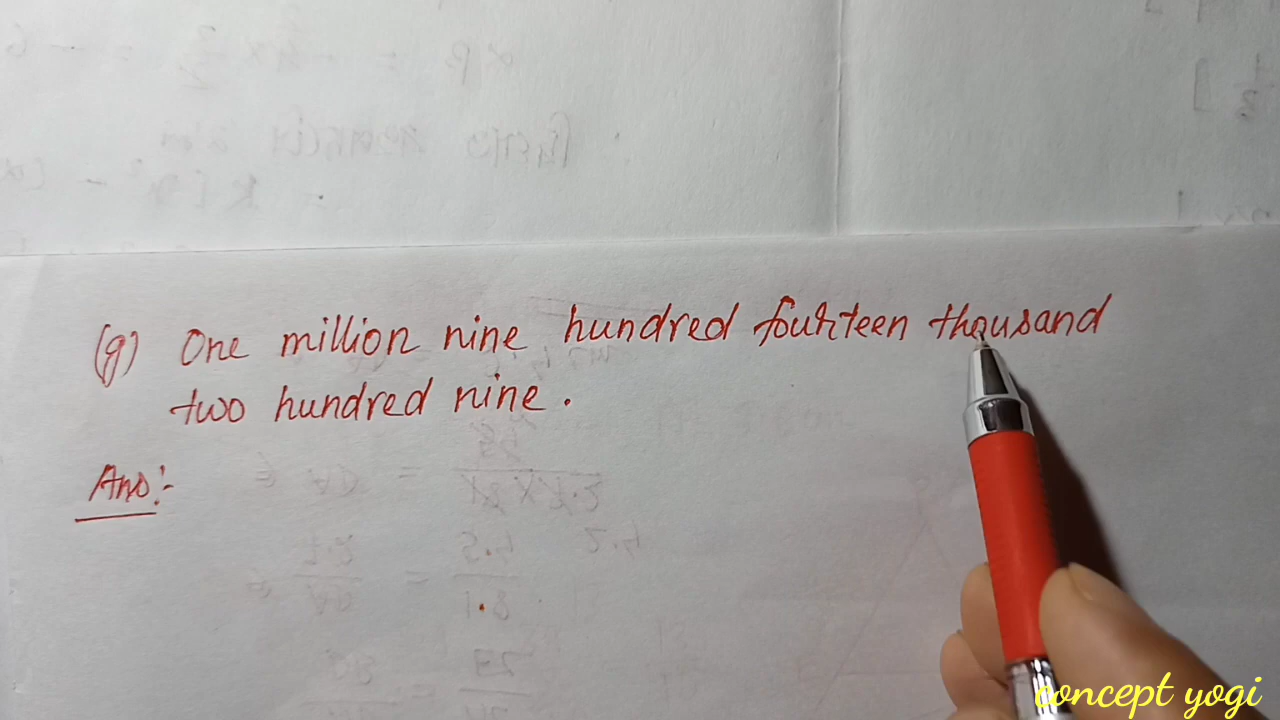 (g) One million nine hundred fourteen thousand
two hundred nine.
Ans:-
concept yogi